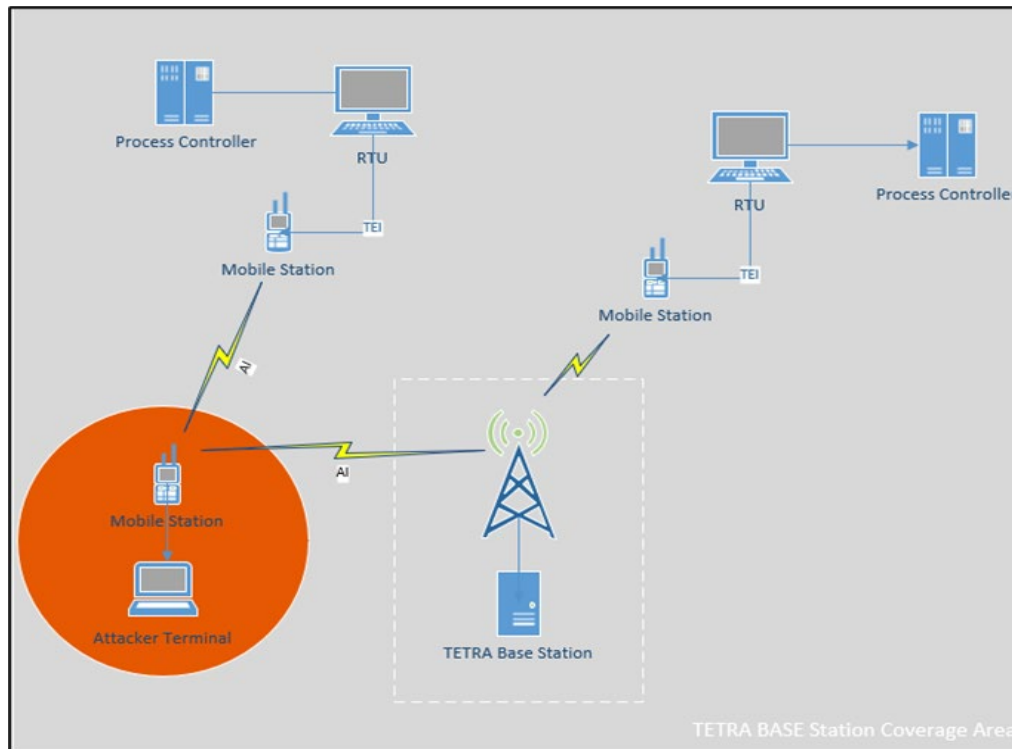 Process Controller
RTU
RTU
Process Controller
TEI
Mobile Station
TEI
Mobile Station
AI
AI
Mobile Station
Attacker Terminal
TETRA Base Station
TETRA BASE Station Coverage Area